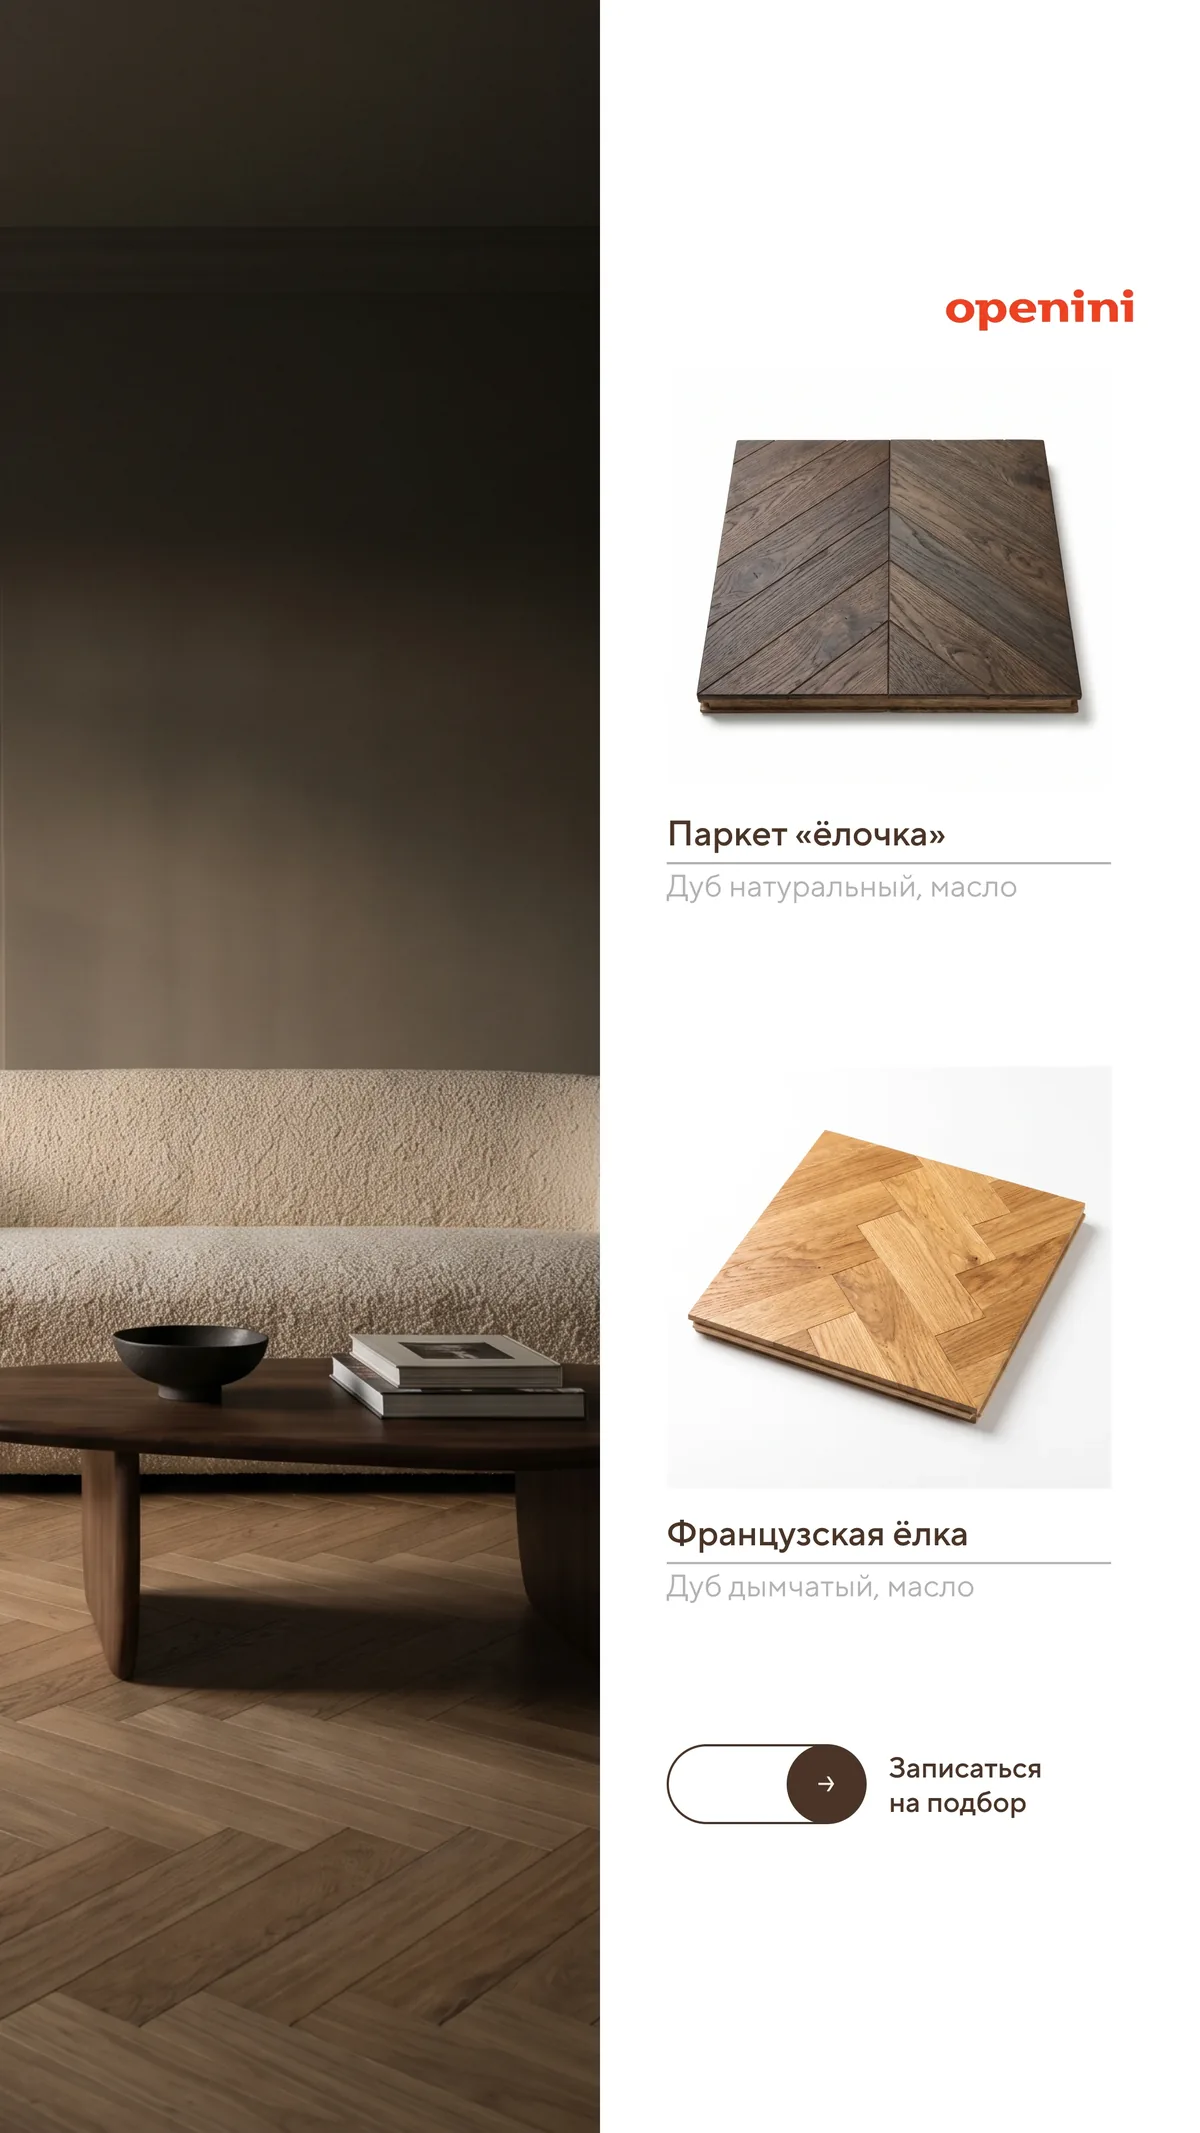 openini
Паркет «ёлочка»
Дуб натуральный, масло
Французская ёлка
Дуб дымчатый, масло
Записаться
на подбор